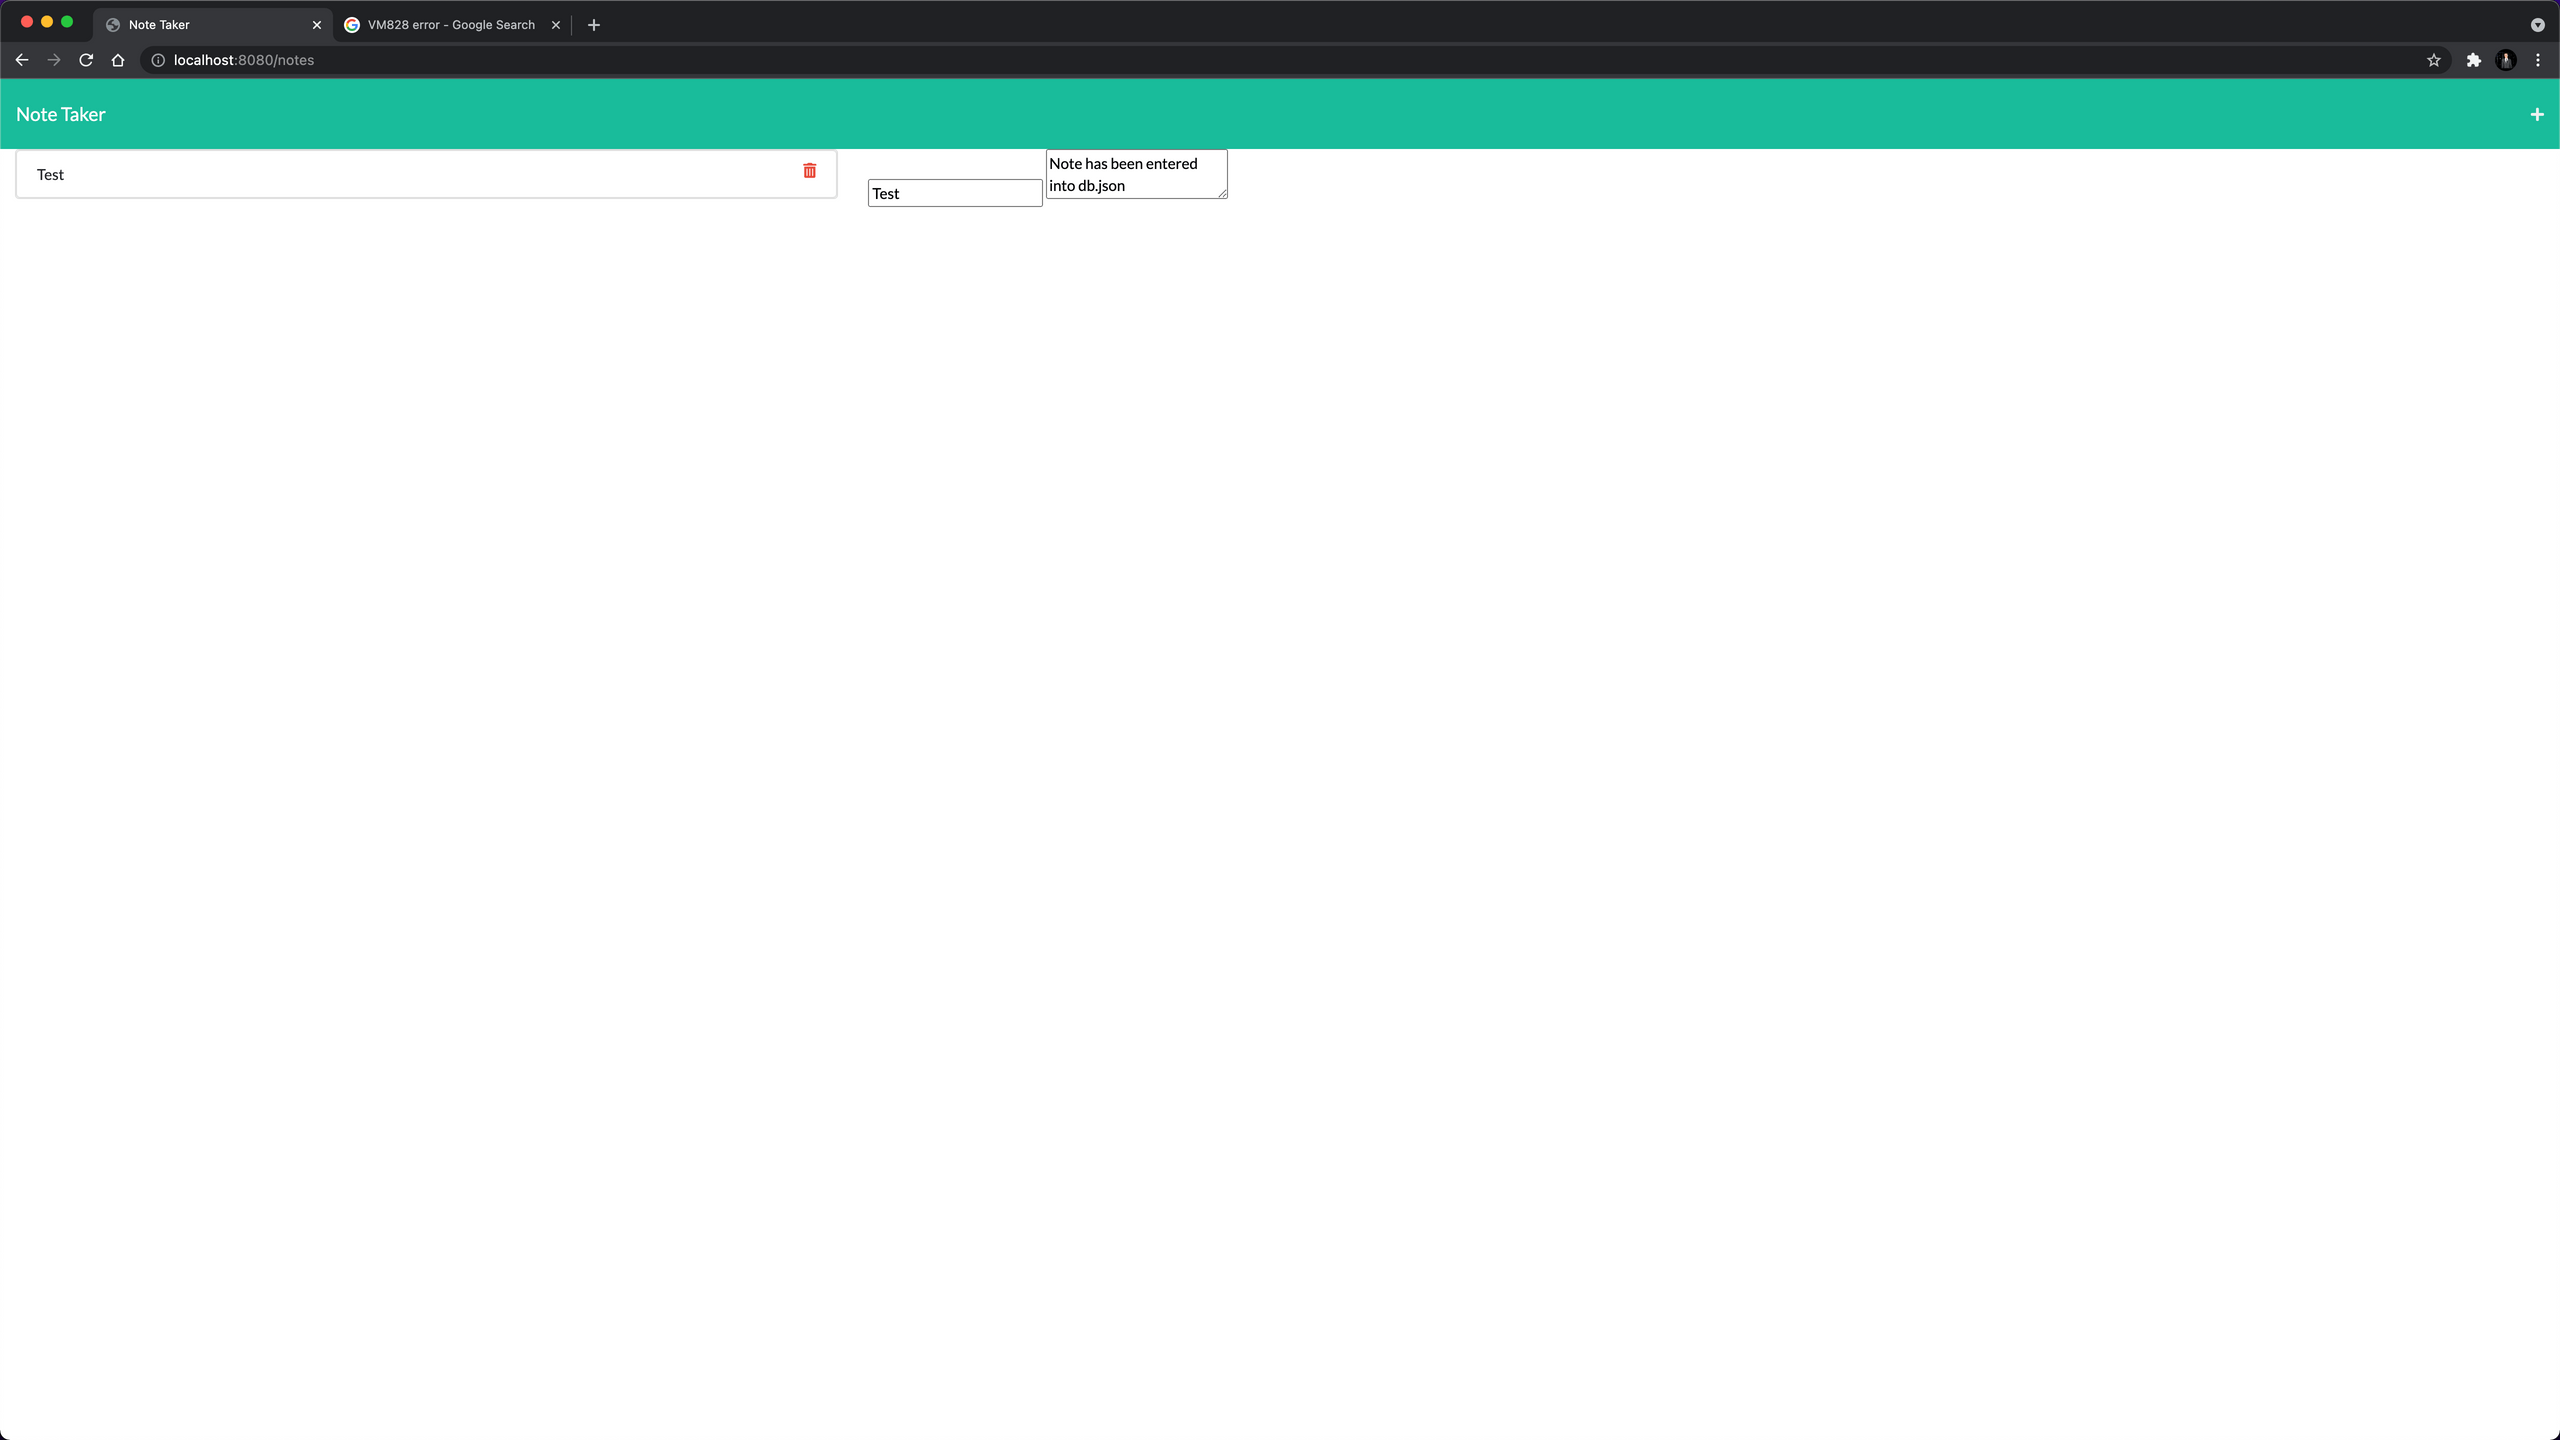 Note Taker
VM828 error - Google Search
localhost:8080/notes
Note Taker
Test
Test
Note has been entered
into db.json